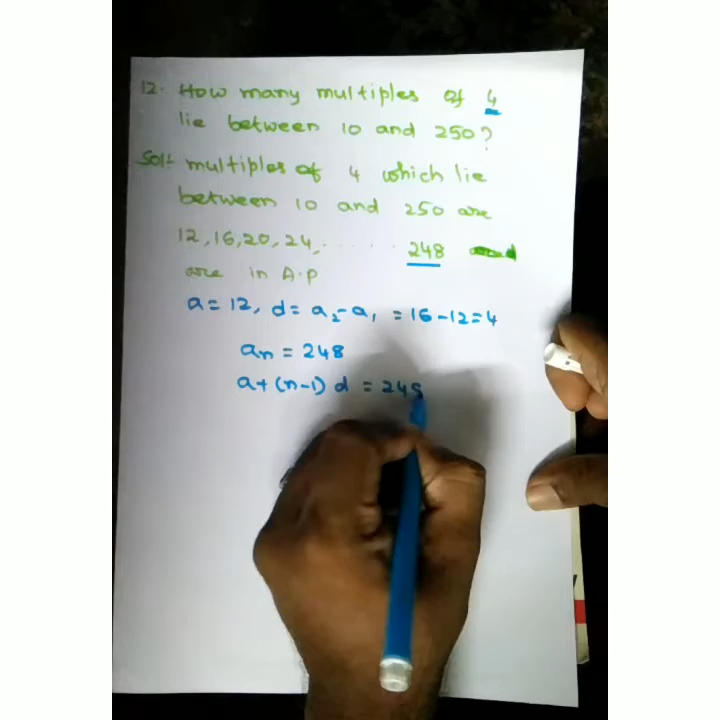 12. How many multiples of 4
lie between 10 and 250?
Sol:- multiples of 4 which lie
between 10 and 250 are
12, 16, 20, 24, ........ 248
are in A.P
a = 12, d = a₂ - a₁ = 16 - 12 = 4
an = 248
a + (n-1) d = 248